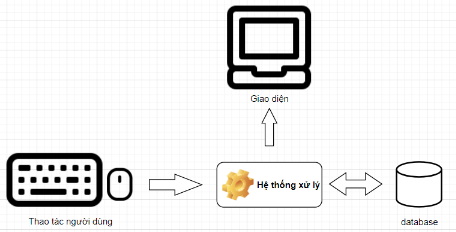 Giao diện
Hệ thống xử lý
Thao tác người dùng
database